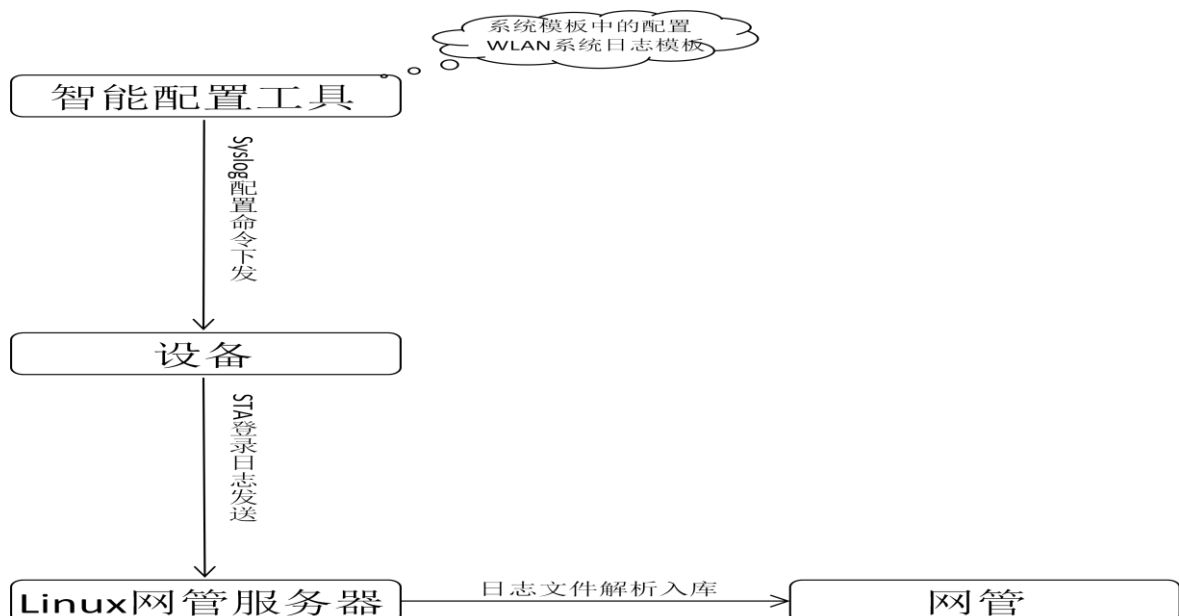 系统模板中的配置
WLAN系统日志模板
智能配置工具
Syslog配置命令下发
设备
STA登录日志发送
Linux网管服务器
日志文件解析入库
网管